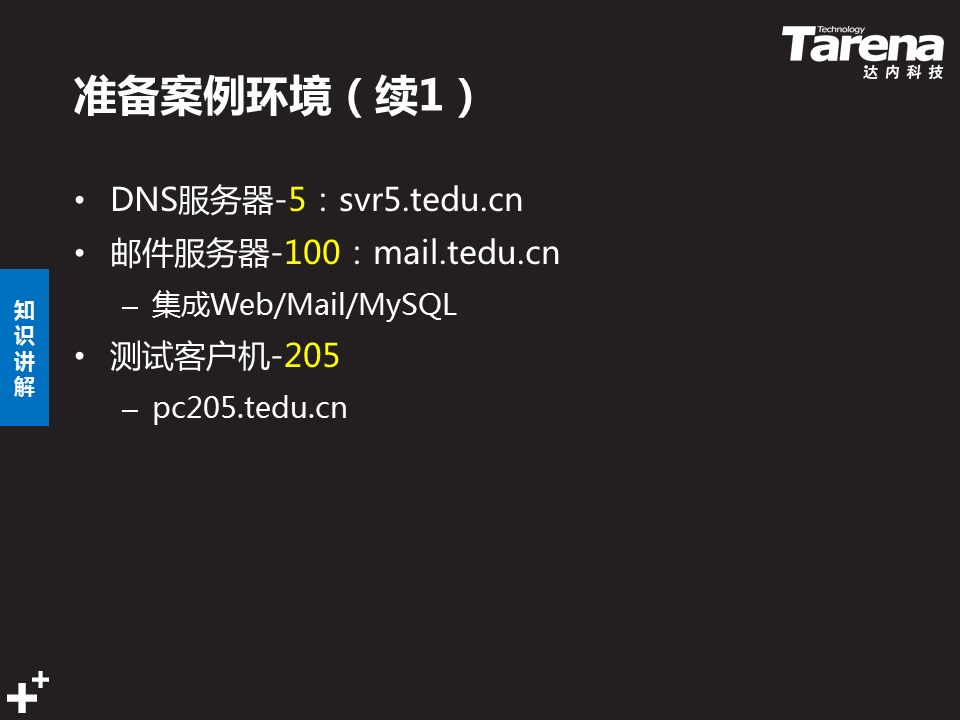 Technology
Tarena
达内科技
准备案例环境（续1）
• DNS服务器-5：svr5.tedu.cn
• 邮件服务器-100：mail.tedu.cn
– 集成Web/Mail/MySQL
• 测试客户机-205
– pc205.tedu.cn
知识讲解